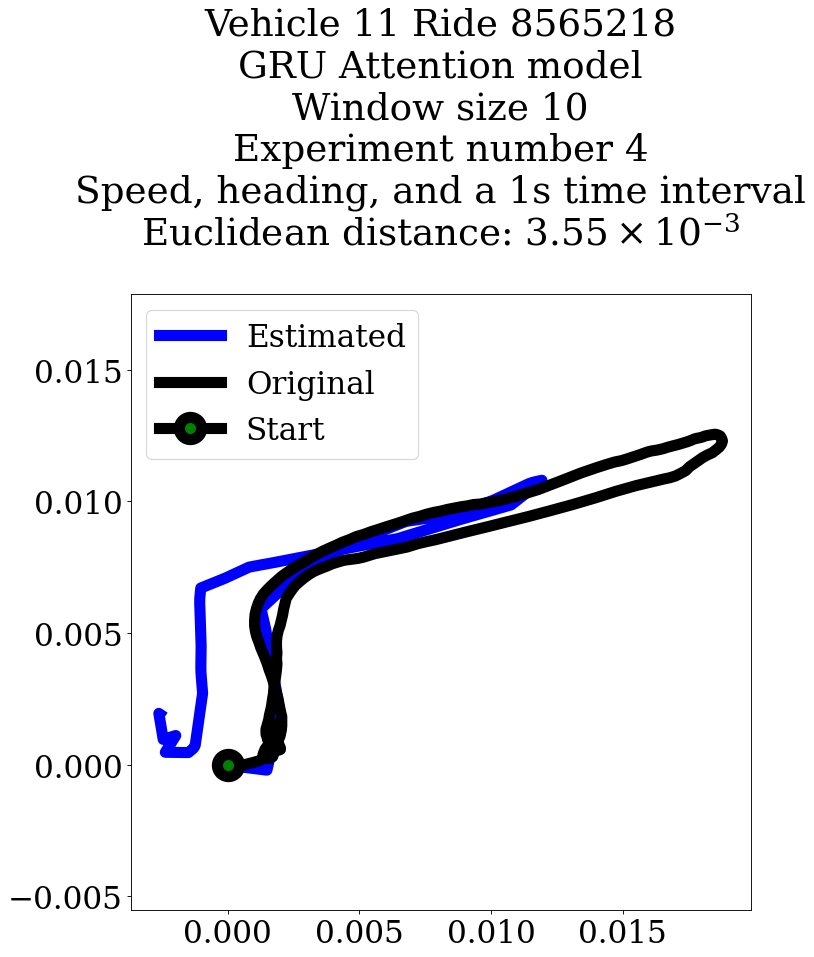 Vehicle 11 Ride 8565218
GRU Attention model
Window size 10
Experiment number 4
Speed, heading, and a 1s time interval
Euclidean distance: 3.55 × 10⁻³
Estimated
Original
Start
0.015
0.010
0.005
0.000
−0.005
0.000 0.005 0.010 0.015